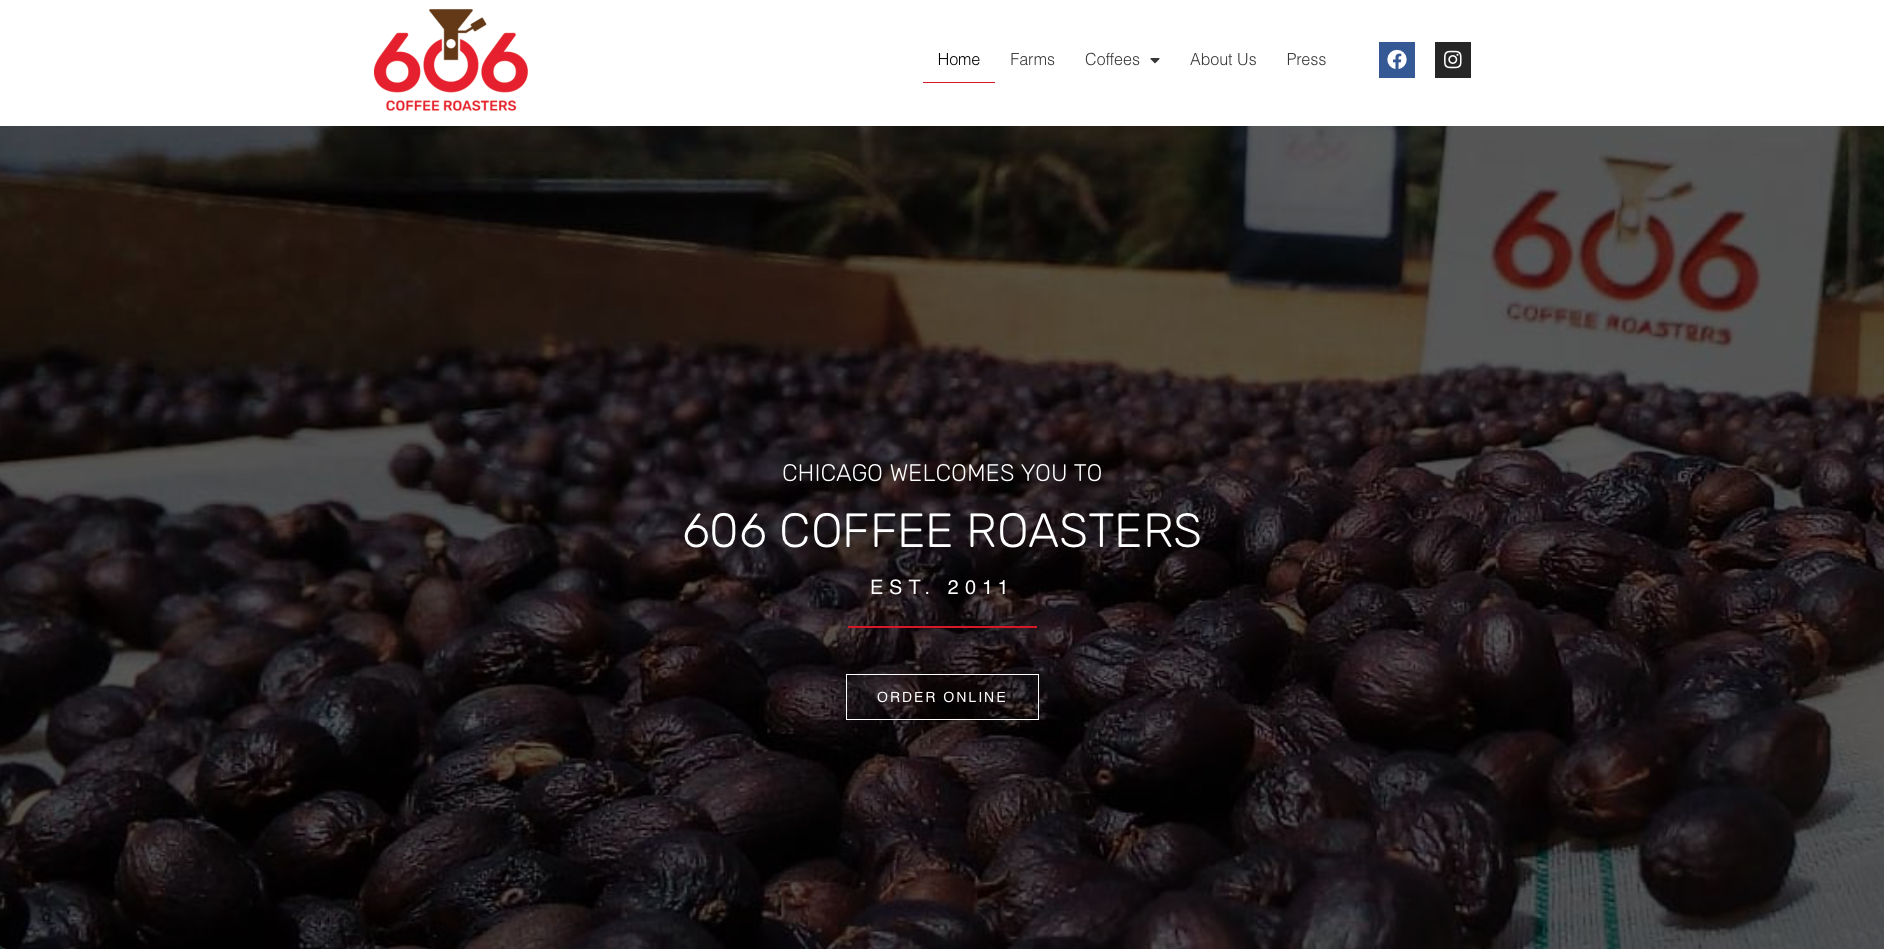 606
COFFEE ROASTERS
Home
Farms
Coffees
About Us
Press
606
606
COFFEE ROASTERS
CHICAGO WELCOMES YOU TO
606 COFFEE ROASTERS
EST. 2011
ORDER ONLINE